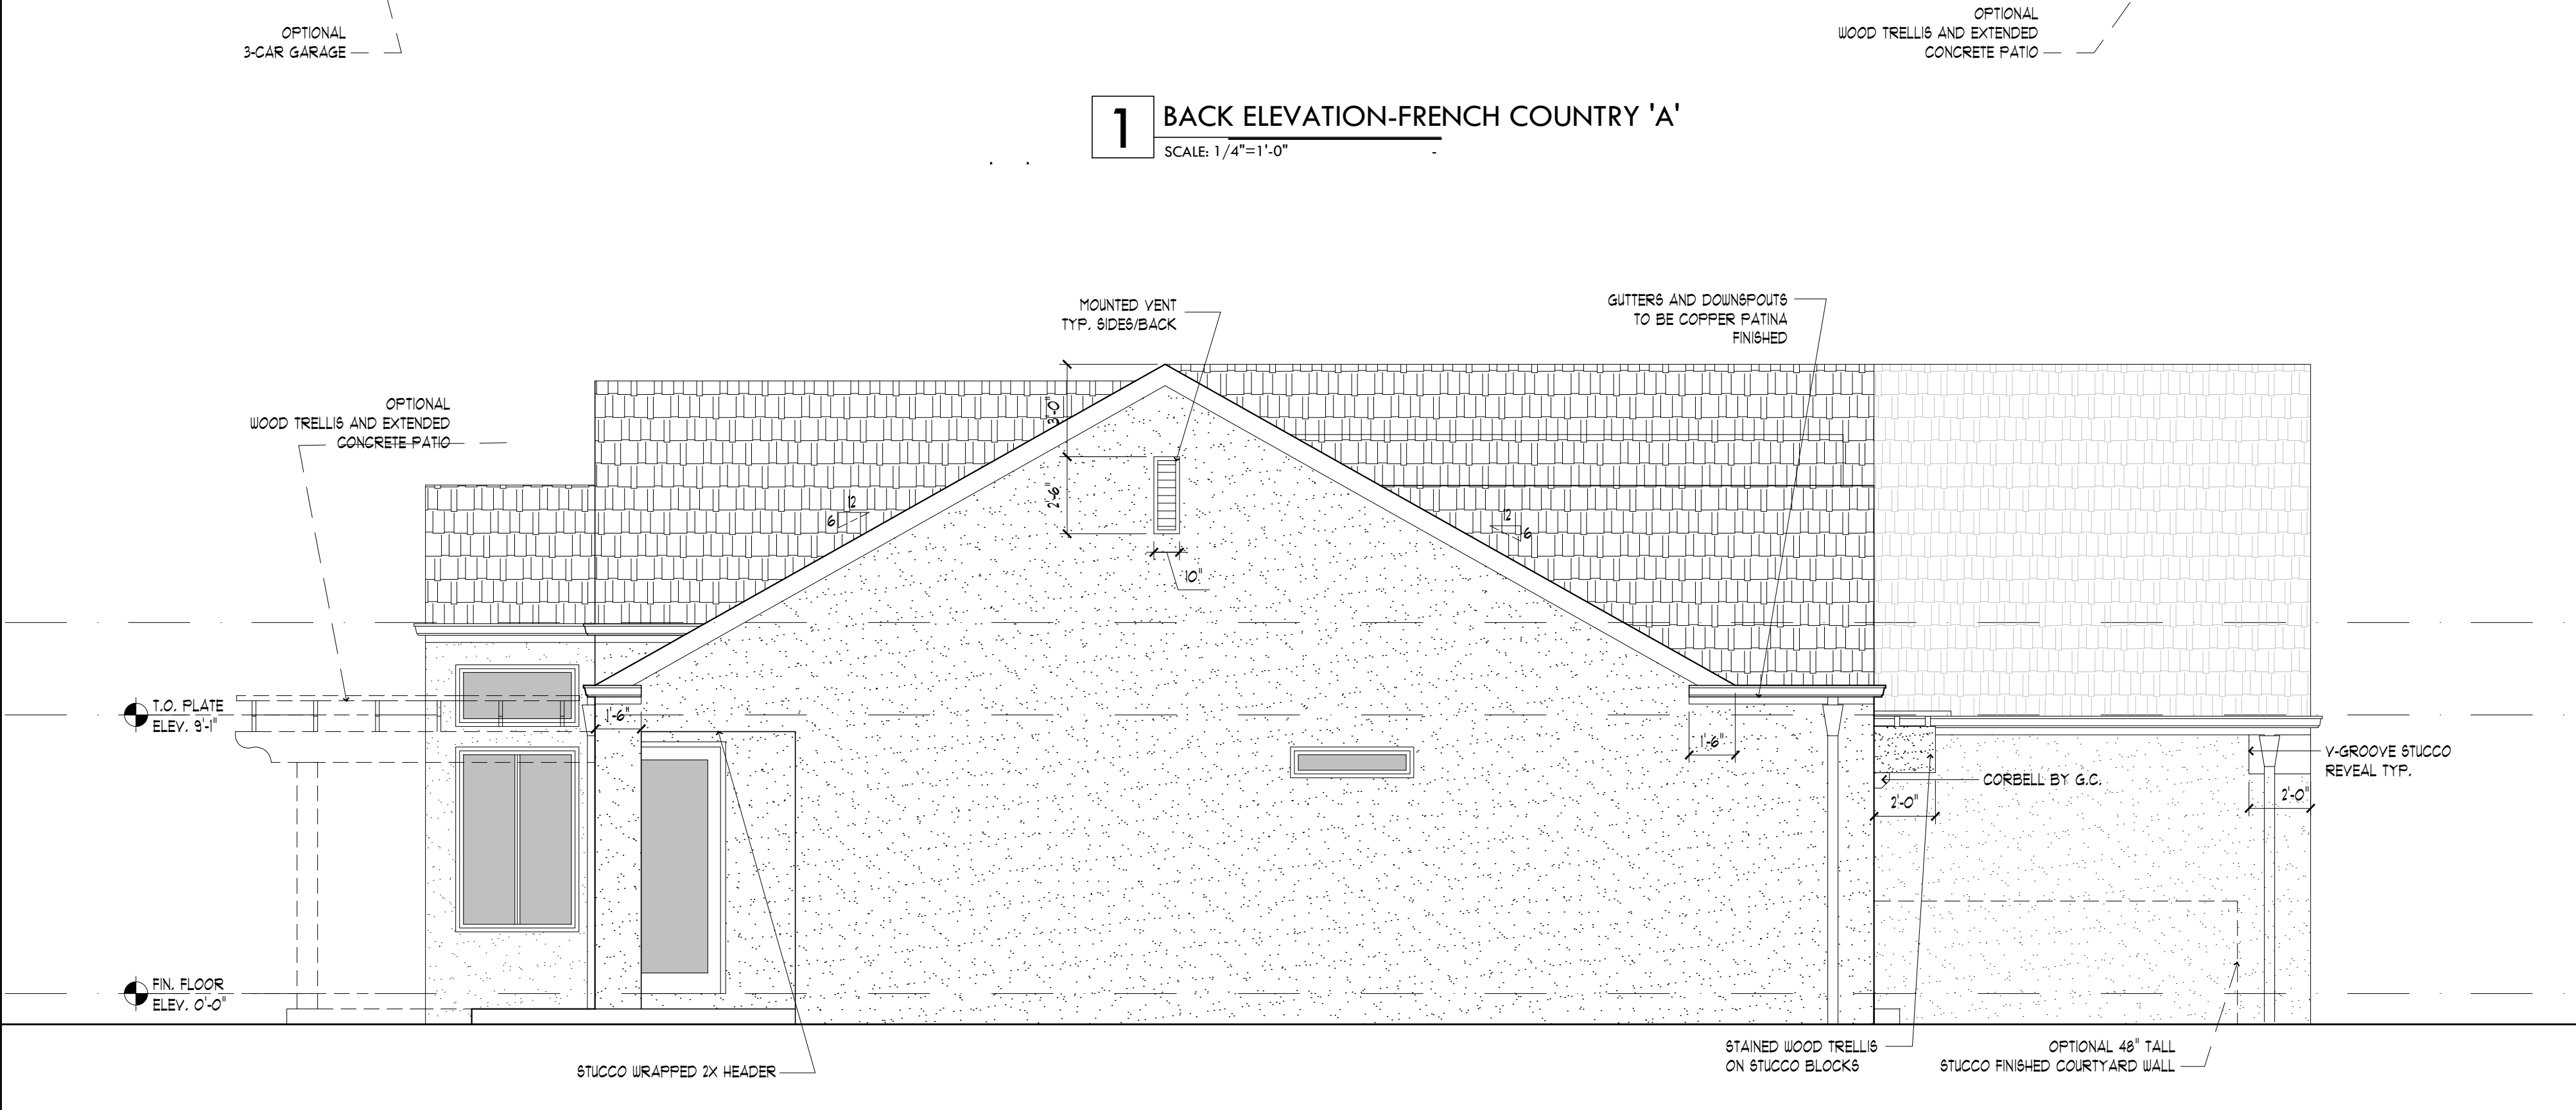 OPTIONAL
3-CAR GARAGE
OPTIONAL
WOOD TRELLIS AND EXTENDED
CONCRETE PATIO
1
BACK ELEVATION-FRENCH COUNTRY 'A'
SCALE: 1/4"=1'-0"
MOUNTED VENT
TYP. SIDES/BACK
GUTTERS AND DOWNSPOUTS
TO BE COPPER PATINA
FINISHED
OPTIONAL
WOOD TRELLIS AND EXTENDED
CONCRETE PATIO
3'-0"
2'-6"
12
6
12
6
10"
T.O. PLATE
ELEV. 9'-1"
1'-6"
1'-6"
V-GROOVE STUCCO
REVEAL TYP.
CORBELL BY G.C.
2'-0"
2'-0"
FIN. FLOOR
ELEV. 0'-0"
STUCCO WRAPPED 2X HEADER
STAINED WOOD TRELLIS
ON STUCCO BLOCKS
OPTIONAL 48" TALL
STUCCO FINISHED COURTYARD WALL